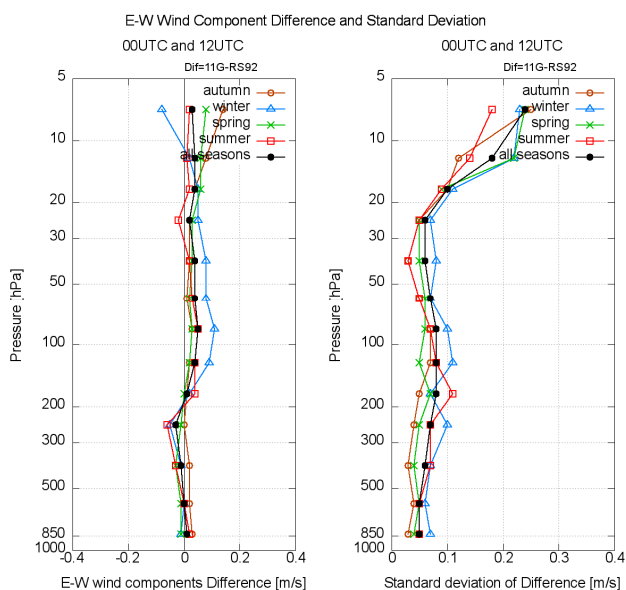 E-W Wind Component Difference and Standard Deviation
00UTC and 12UTC
Dif=11G-RS92
autumn
winter
spring
summer
all seasons
5
10
20
30
50
100
200
300
500
850
1000
Pressure [hPa]
-0.4
-0.2
0
0.2
0.4
E-W wind components Difference [m/s]
00UTC and 12UTC
Dif=11G-RS92
autumn
winter
spring
summer
all seasons
5
10
20
30
50
100
200
300
500
850
1000
Pressure [hPa]
0
0.1
0.2
0.3
0.4
Standard deviation of Difference [m/s]